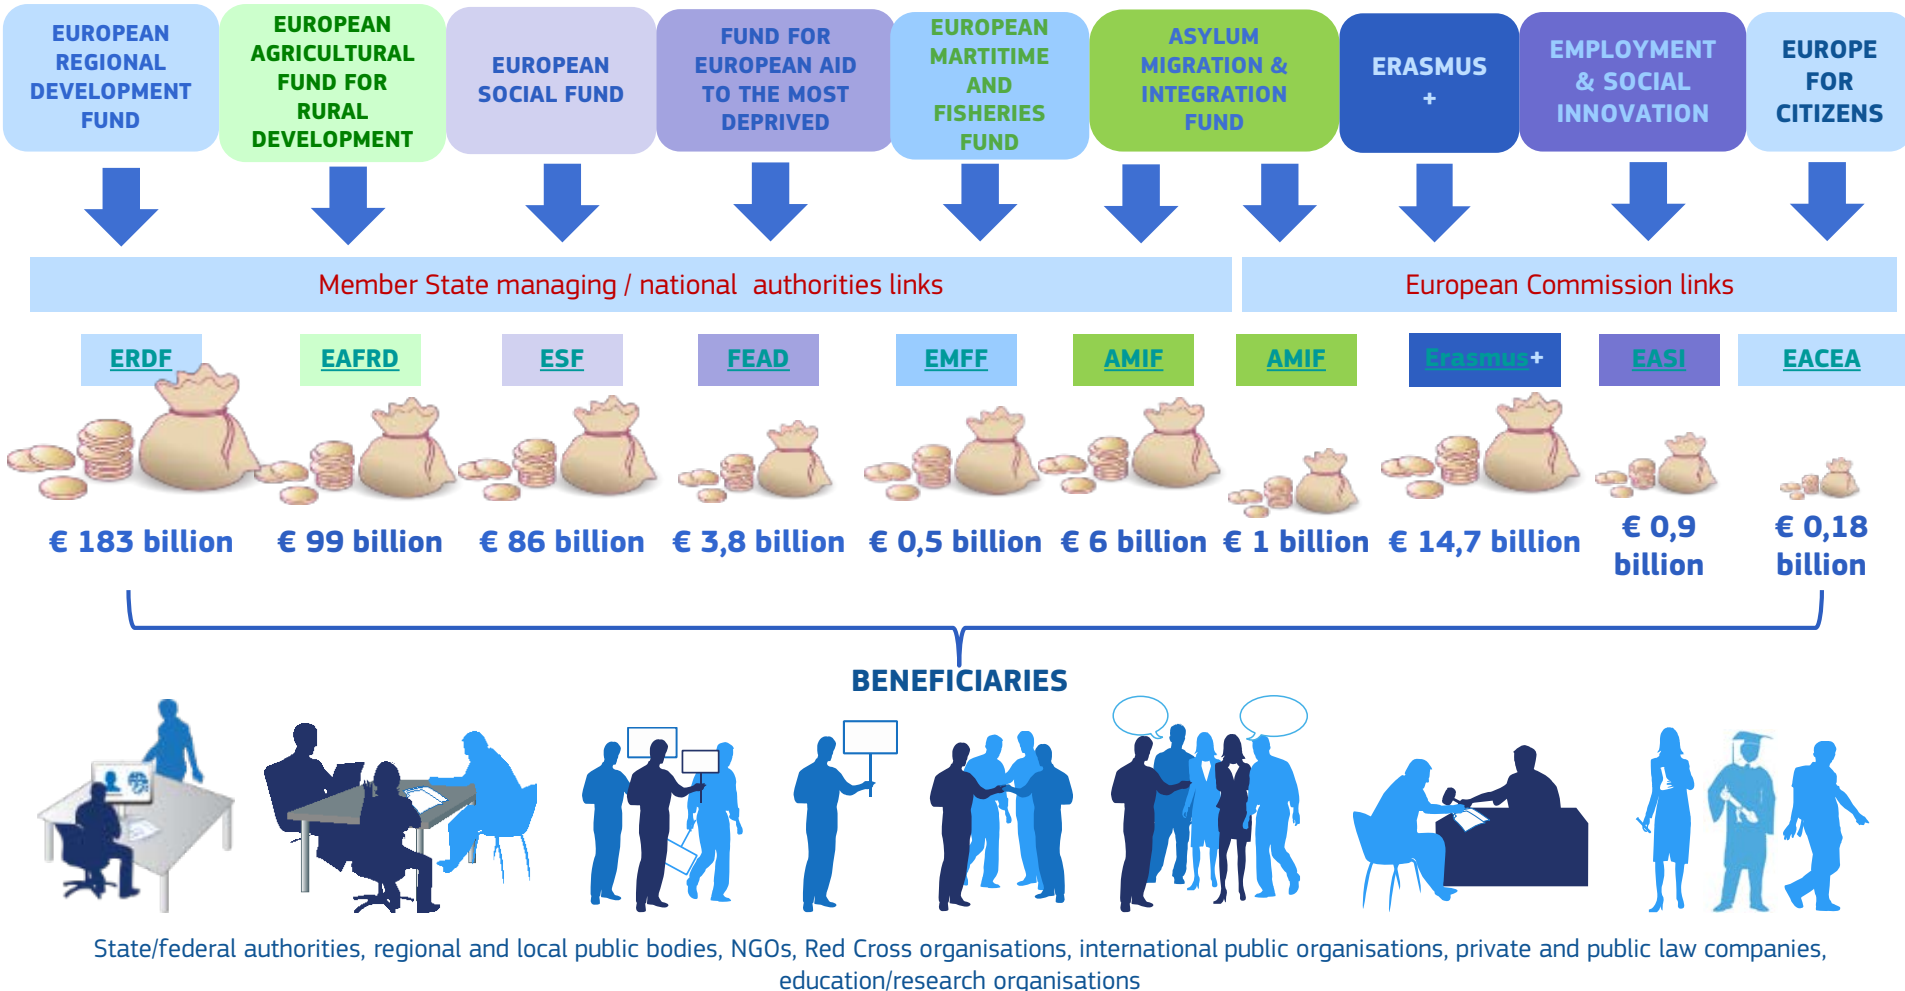 EUROPEAN
REGIONAL
DEVELOPMENT
FUND
EUROPEAN
AGRICULTURAL
FUND FOR
RURAL
DEVELOPMENT
EUROPEAN
SOCIAL FUND
FUND FOR
EUROPEAN AID
TO THE MOST
DEPRIVED
EUROPEAN
MARTITIME
AND
FISHERIES
FUND
ASYLUM
MIGRATION &
INTEGRATION
FUND
ERASMUS
+
EMPLOYMENT
& SOCIAL
INNOVATION
EUROPE
FOR
CITIZENS
Member State managing / national authorities links
European Commission links
ERDF
EAFRD
ESF
FEAD
EMFF
AMIF
AMIF
Erasmus+
EASI
EACEA
€ 183 billion
€ 99 billion
€ 86 billion
€ 3,8 billion
€ 0,5 billion
€ 6 billion
€ 1 billion
€ 14,7 billion
€ 0,9
billion
€ 0,18
billion
BENEFICIARIES
State/federal authorities, regional and local public bodies, NGOs, Red Cross organisations, international public organisations, private and public law companies,
education/research organisations